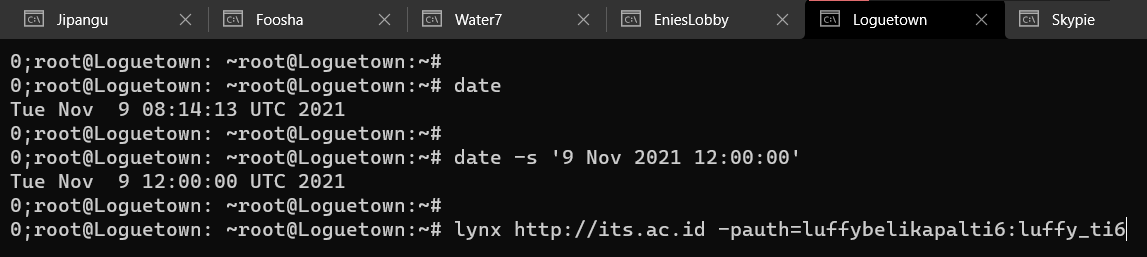 Jipangu Foosha Water7 EniesLobby Loguetown Skypie
0;root@Loguetown: ~root@Loguetown:~#
0;root@Loguetown: ~root@Loguetown:~# date
Tue Nov  9 08:14:13 UTC 2021
0;root@Loguetown: ~root@Loguetown:~#
0;root@Loguetown: ~root@Loguetown:~# date -s '9 Nov 2021 12:00:00'
Tue Nov  9 12:00:00 UTC 2021
0;root@Loguetown: ~root@Loguetown:~#
0;root@Loguetown: ~root@Loguetown:~# lynx http://its.ac.id -pauth=luffybelikapalti6:luffy_ti6